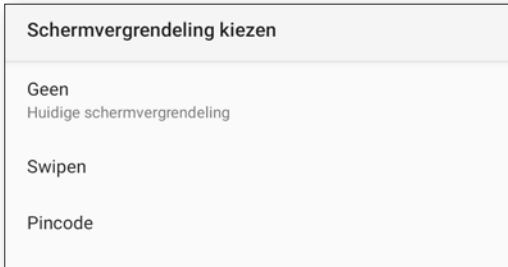 Schermvergrendeling kiezen
Geen
Huidige schermvergrendeling
Swipen
Pincode